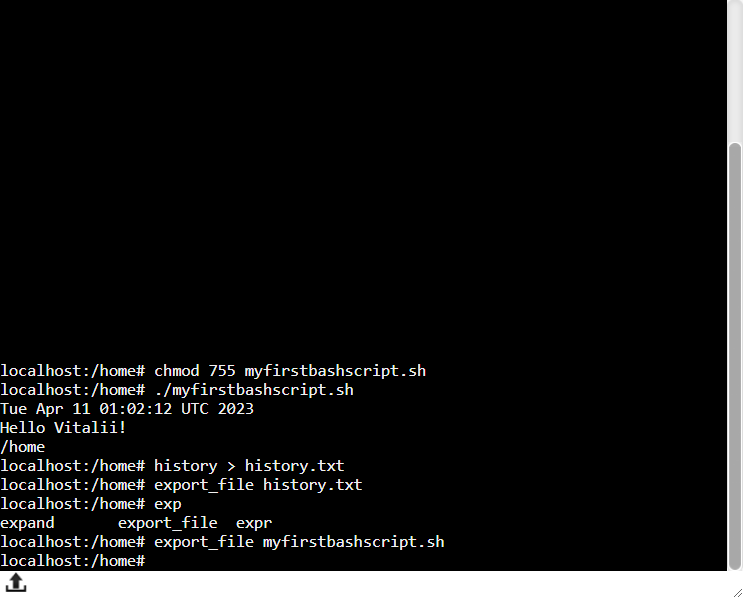 localhost:/home# chmod 755 myfirstbashscript.sh
localhost:/home# ./myfirstbashscript.sh
Tue Apr 11 01:02:12 UTC 2023
Hello Vitalii!
/home
localhost:/home# history > history.txt
localhost:/home# export_file history.txt
localhost:/home# exp
expand       export_file  expr
localhost:/home# export_file myfirstbashscript.sh
localhost:/home#